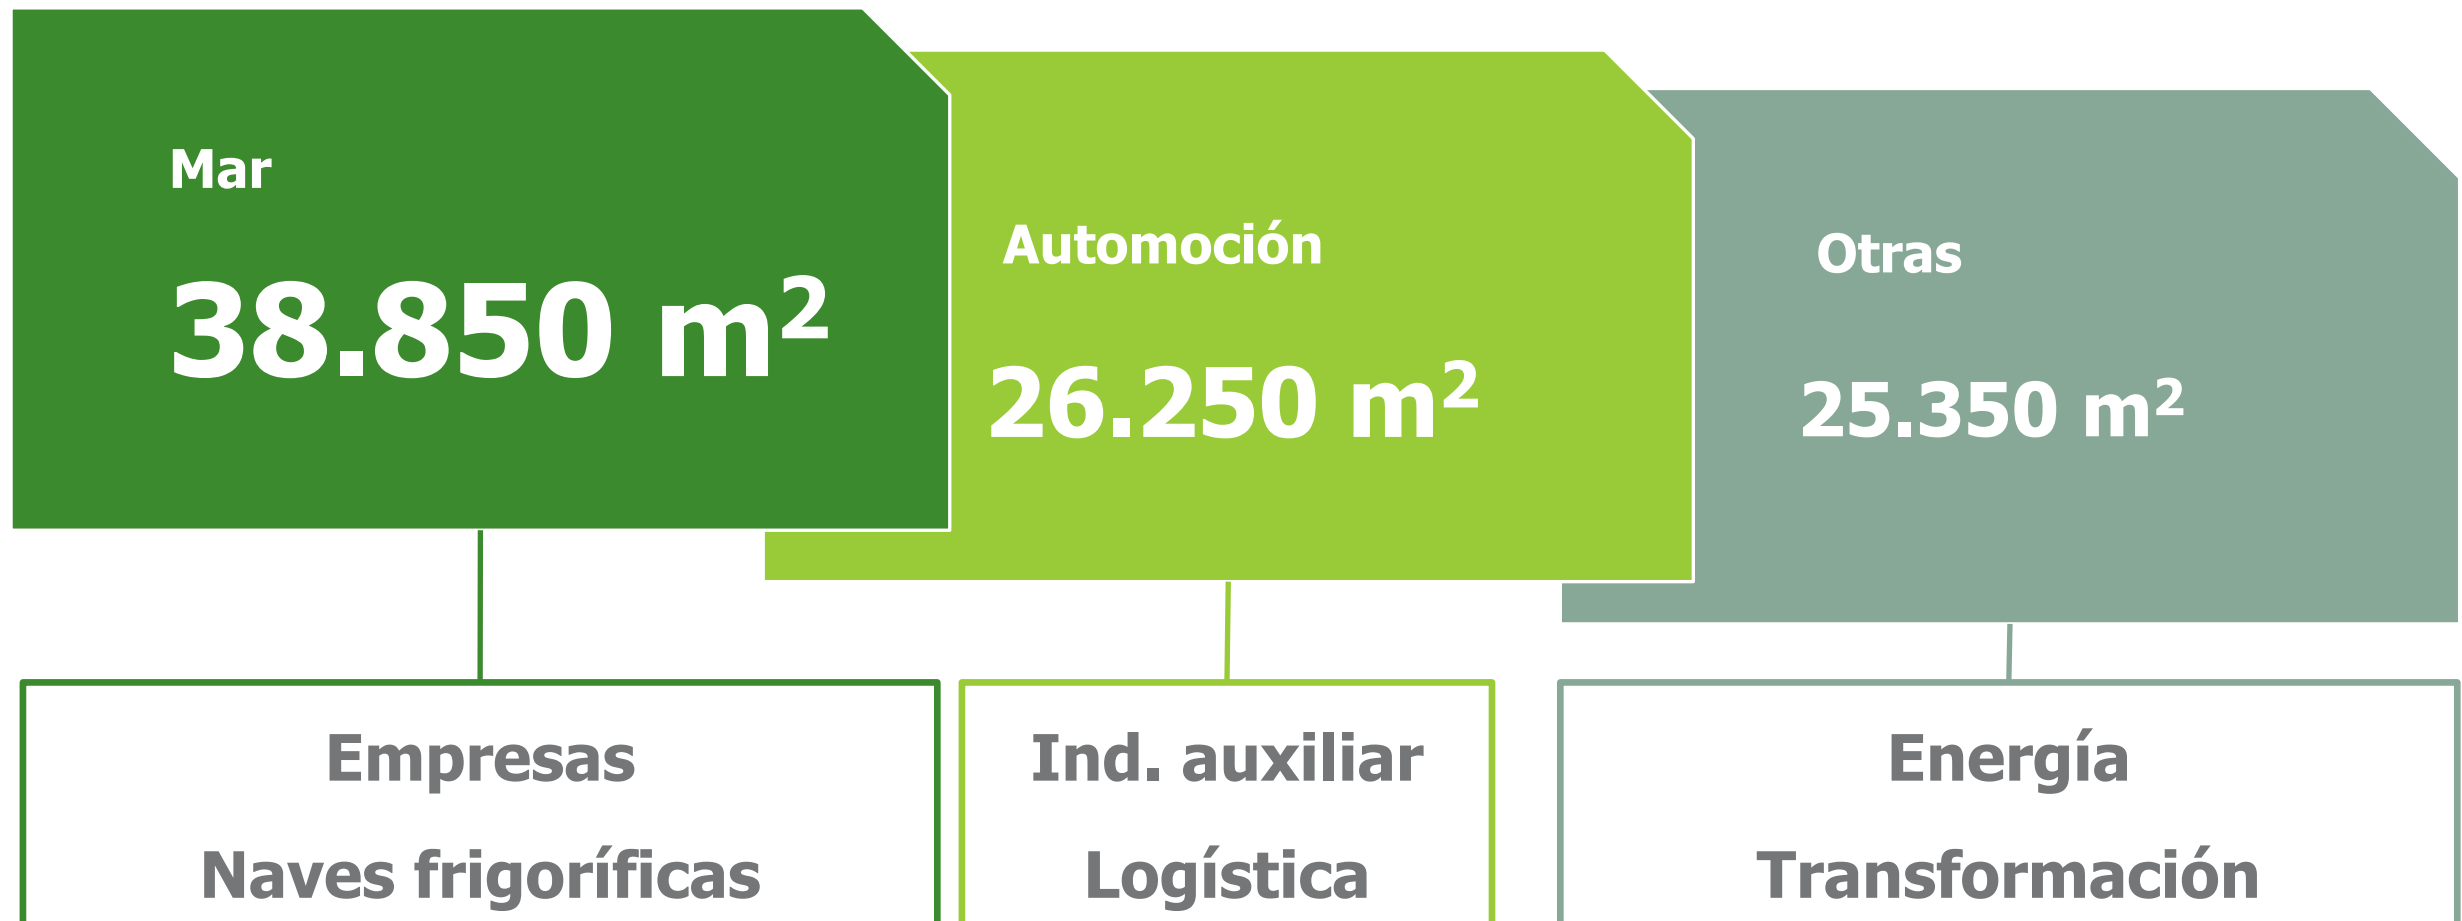 Mar
38.850 m²
Automoción
26.250 m²
Otras
25.350 m²
Empresas
Naves frigoríficas
Ind. auxiliar
Logística
Energía
Transformación